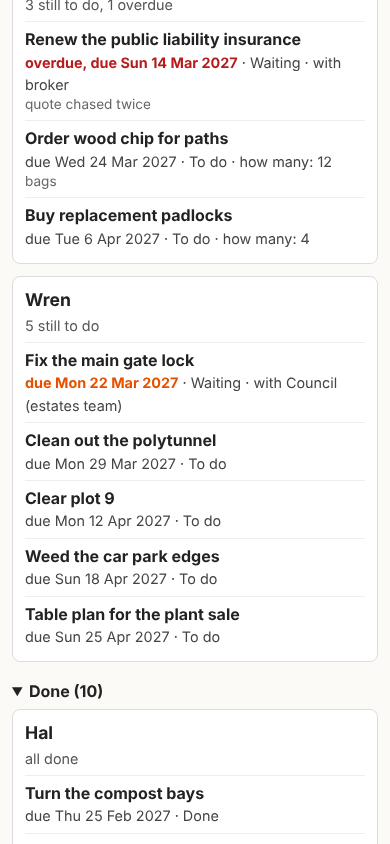 3 still to do, 1 overdue
Renew the public liability insurance
overdue, due Sun 14 Mar 2027 · Waiting · with
broker
quote chased twice
Order wood chip for paths
due Wed 24 Mar 2027 · To do · how many: 12
bags
Buy replacement padlocks
due Tue 6 Apr 2027 · To do · how many: 4
Wren
5 still to do
Fix the main gate lock
due Mon 22 Mar 2027 · Waiting · with Council
(estates team)
Clean out the polytunnel
due Mon 29 Mar 2027 · To do
Clear plot 9
due Mon 12 Apr 2027 · To do
Weed the car park edges
due Sun 18 Apr 2027 · To do
Table plan for the plant sale
due Sun 25 Apr 2027 · To do
▼ Done (10)
Hal
all done
Turn the compost bays
due Thu 25 Feb 2027 · Done